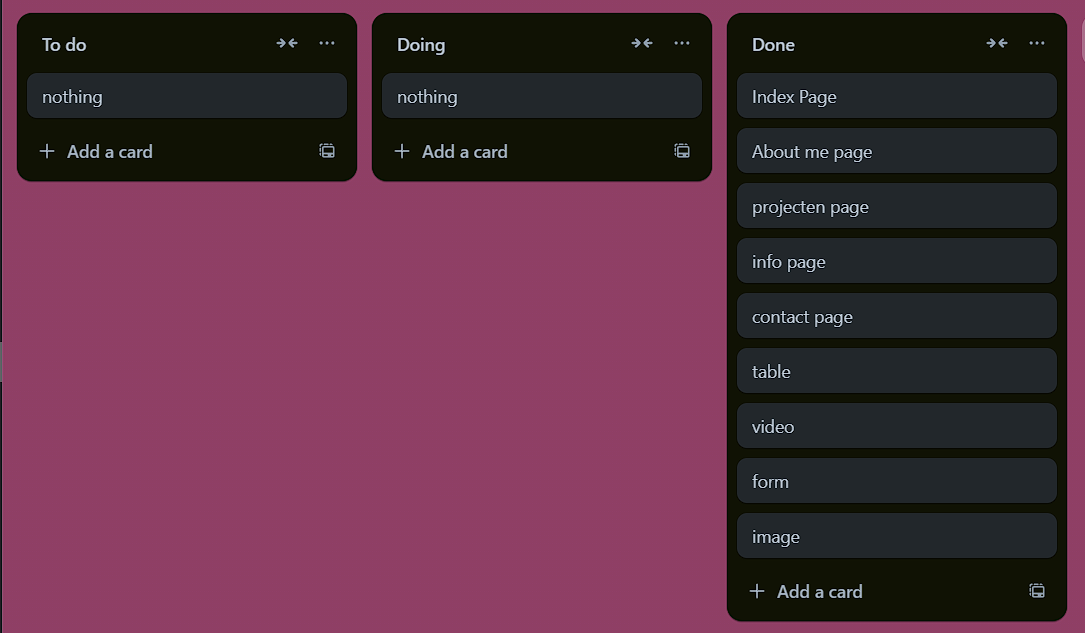 To do
nothing
Add a card
Doing
nothing
Add a card
Done
Index Page
About me page
projecten page
info page
contact page
table
video
form
image
Add a card